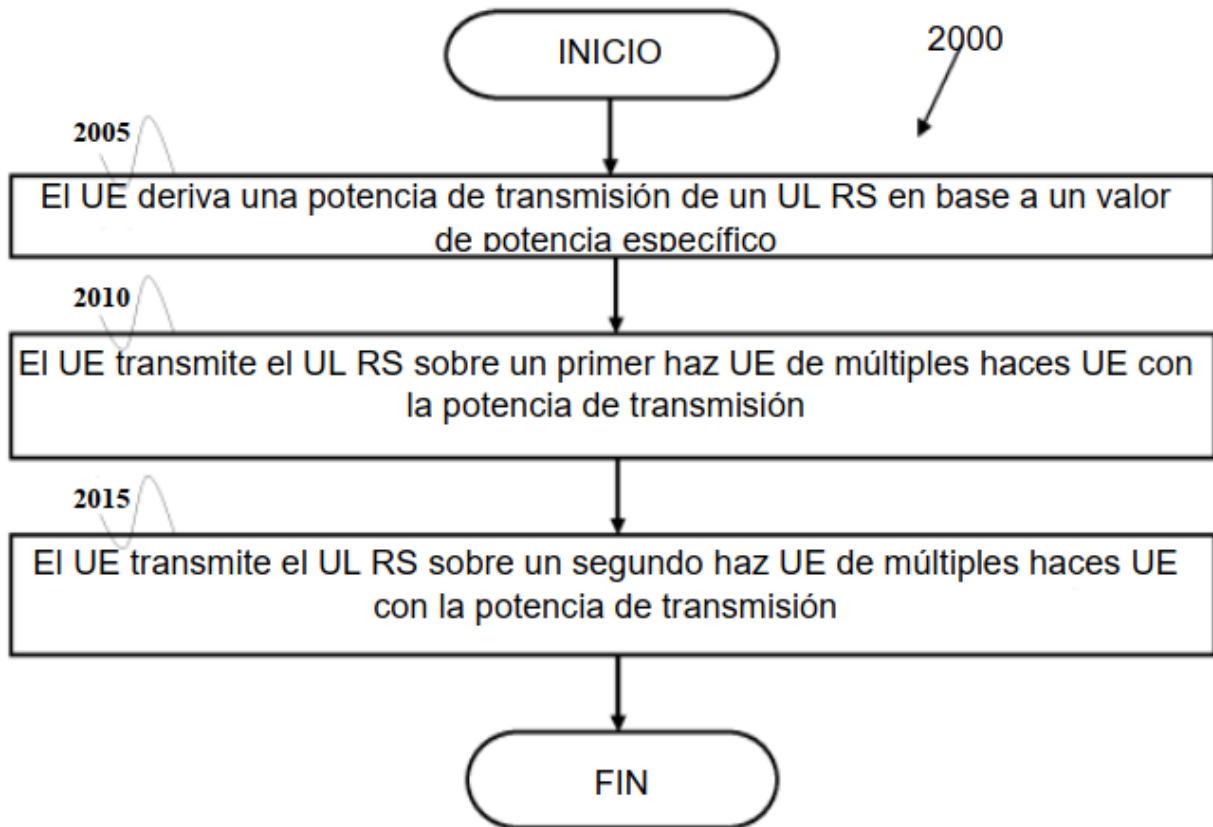 INICIO
2000
2005
El UE deriva una potencia de transmisión de un UL RS en base a un valor
de potencia específico
2010
El UE transmite el UL RS sobre un primer haz UE de múltiples haces UE con
la potencia de transmisión
2015
El UE transmite el UL RS sobre un segundo haz UE de múltiples haces UE
con la potencia de transmisión
FIN